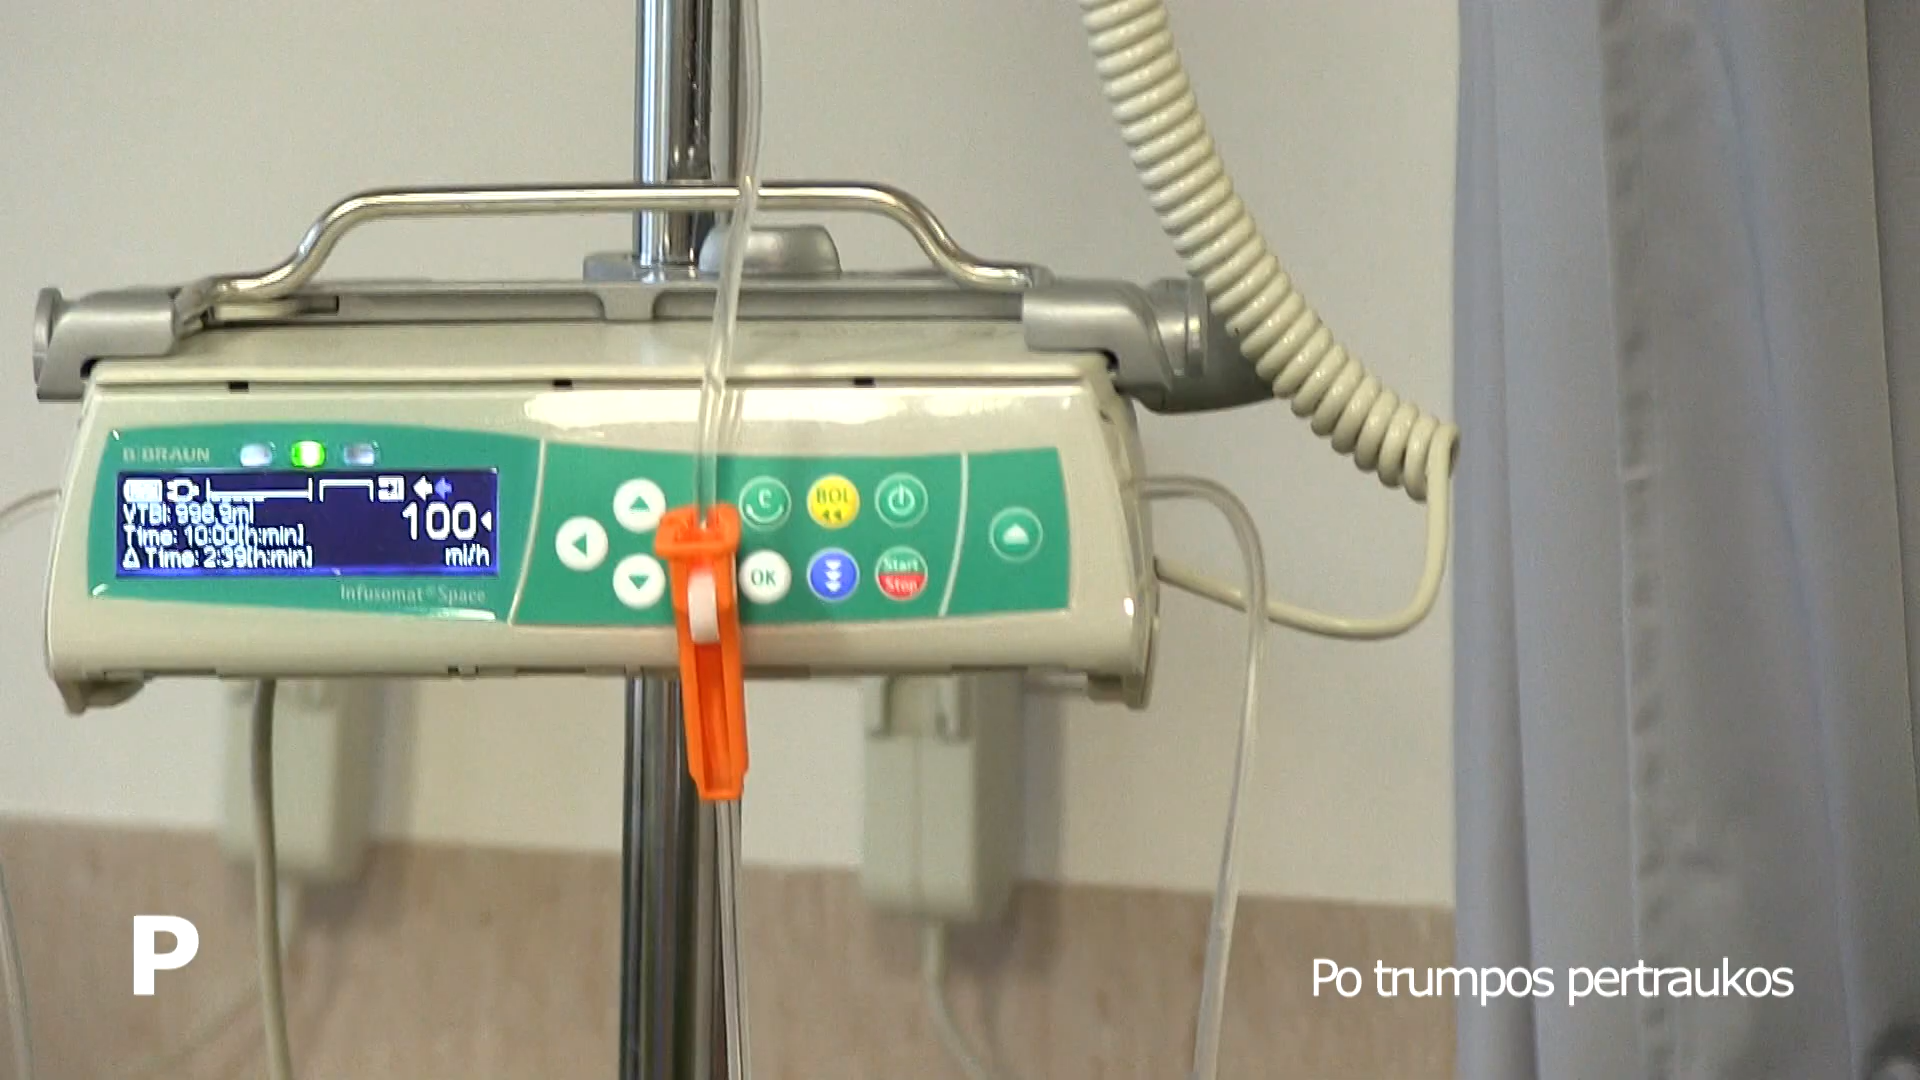 B|BRAUN
VTBI: 998.9ml
Time: 10:00[h:min]
Δ Time: 2:39[h:min]
100
ml/h
Infusomat® Space
C
BOL
OK
Start
Stop
P
Po trumpos pertraukos